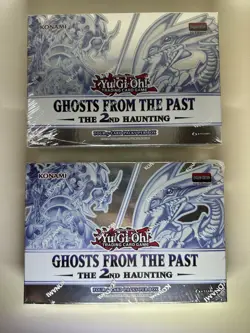 KONAMI
Yu-Gi-Oh!
TRADING CARD GAME
GHOSTS FROM THE PAST
THE 2ND HAUNTING
KONAMI
Yu-Gi-Oh!
TRADING CARD GAME
GHOSTS FROM THE PAST
THE 2ND HAUNTING
KONAMI